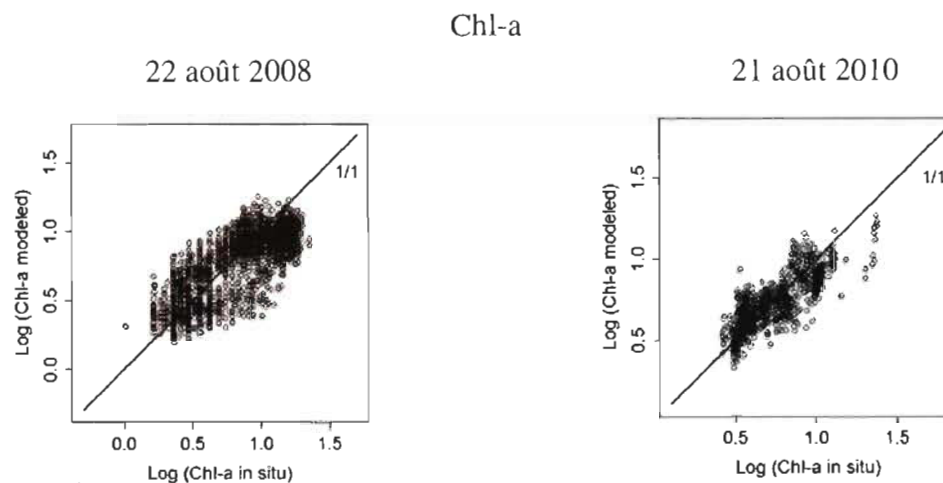 Chl-a
22 août 2008
21 août 2010
Log (Chl-a modeled)
1.5
1.0
0.5
0.0
1/1
0.0 0.5 1.0 1.5
Log (Chl-a in situ)
Log (Chl-a modeled)
1.5
1.0
0.5
1/1
0.5 1.0 1.5
Log (Chl-a in situ)